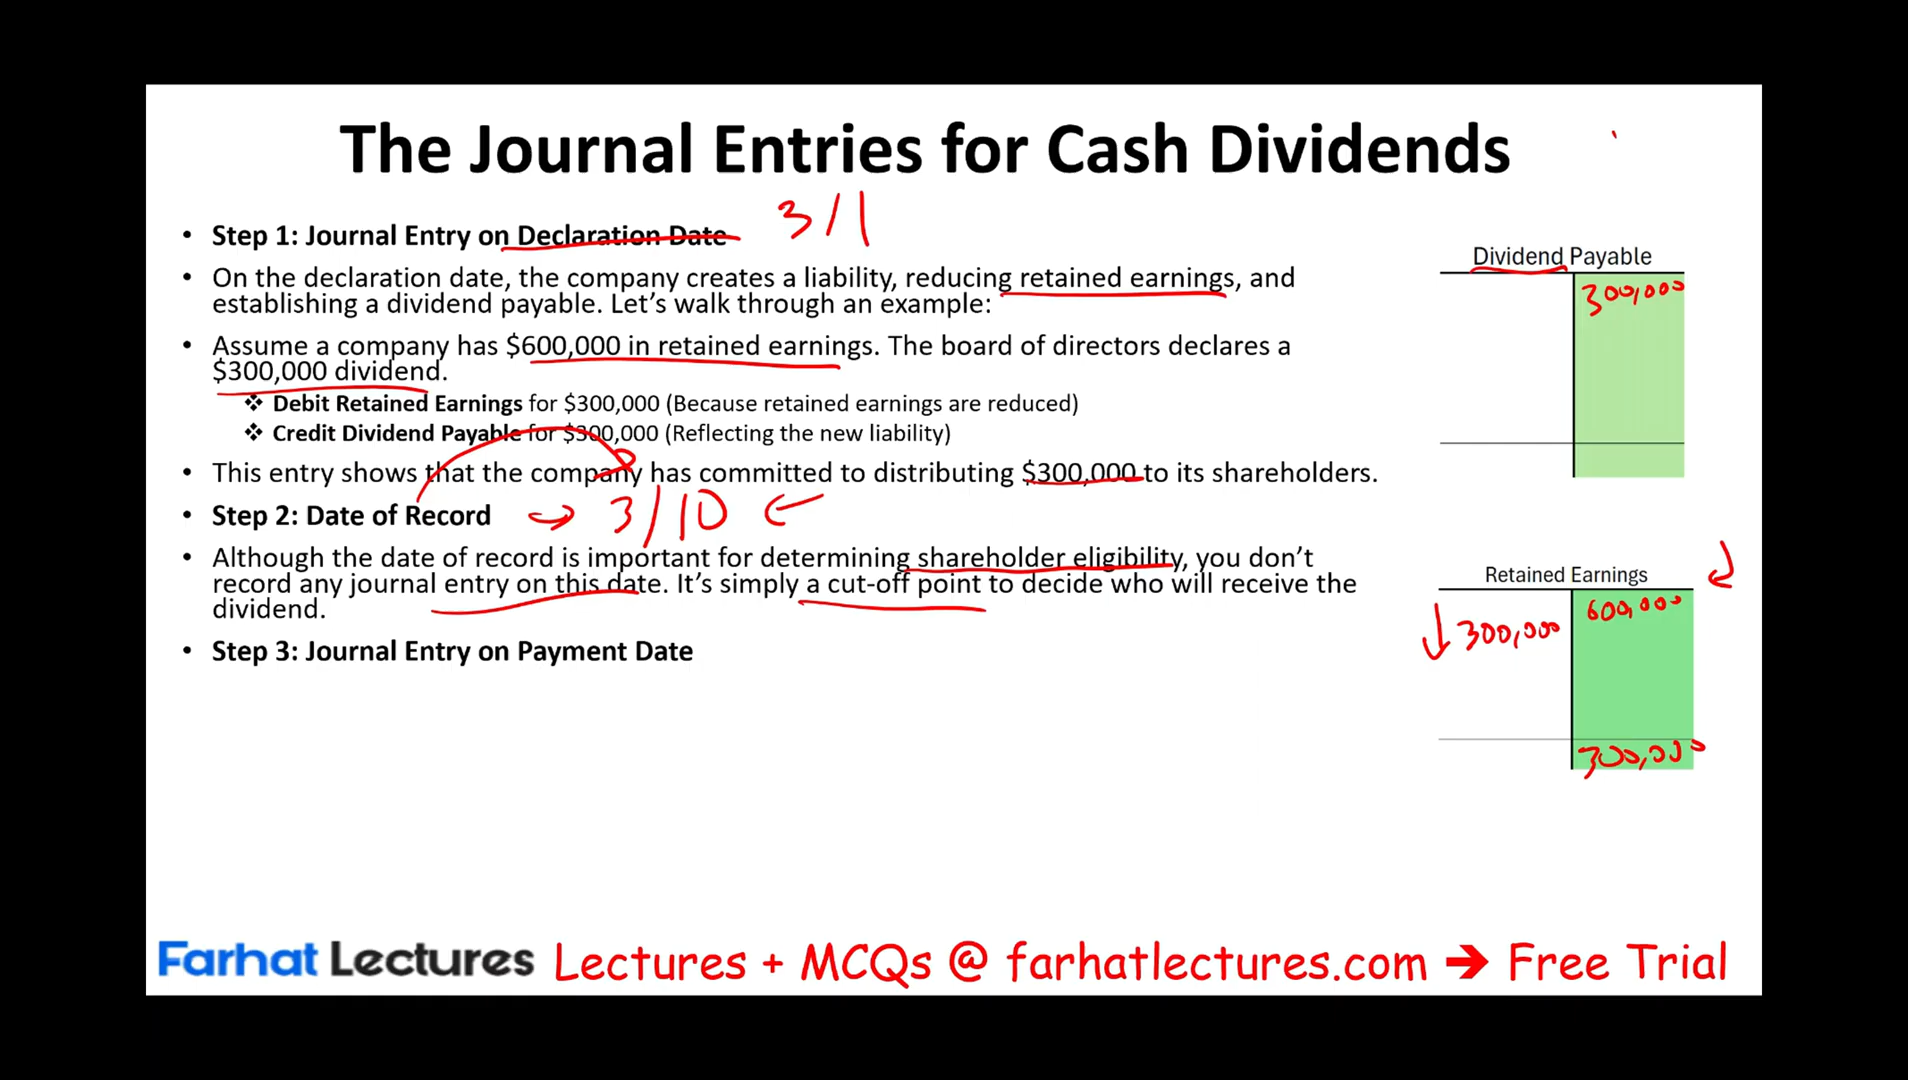 The Journal Entries for Cash Dividends
• Step 1: Journal Entry on Declaration Date 3/1
• On the declaration date, the company creates a liability, reducing retained earnings, and
establishing a dividend payable. Let's walk through an example:
• Assume a company has $600,000 in retained earnings. The board of directors declares a
$300,000 dividend.
❖ Debit Retained Earnings for $300,000 (Because retained earnings are reduced)
❖ Credit Dividend Payable for $300,000 (Reflecting the new liability)
• This entry shows that the company has committed to distributing $300,000 to its shareholders.
• Step 2: Date of Record → 3/10 ←
• Although the date of record is important for determining shareholder eligibility, you don't
record any journal entry on this date. It's simply a cut-off point to decide who will receive the
dividend.
• Step 3: Journal Entry on Payment Date
Dividend Payable
300,000
Retained Earnings
600,000
↓ 300,000
300,000
Farhat Lectures Lectures + MCQs @ farhatlectures.com → Free Trial